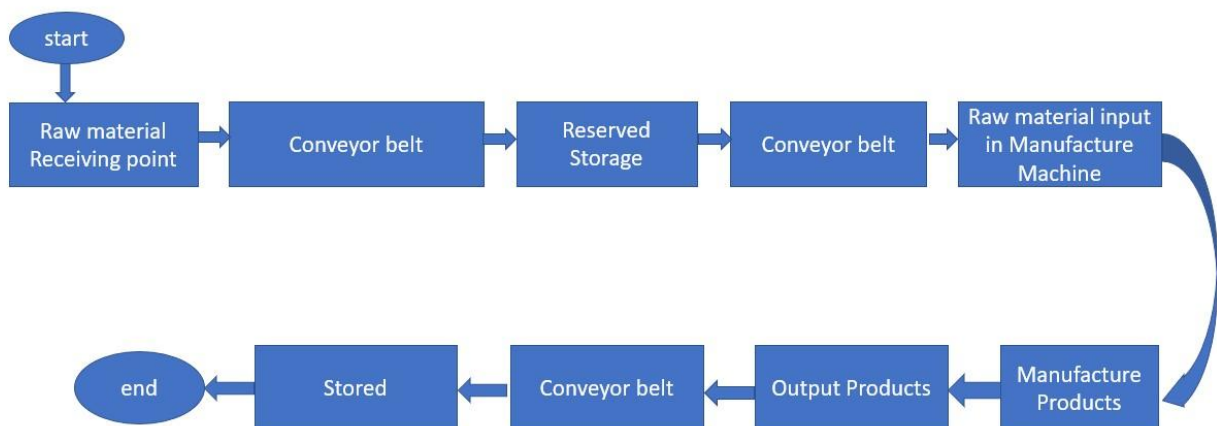 start
Raw material
Receiving point
Conveyor belt
Reserved
Storage
Conveyor belt
Raw material input
in Manufacture
Machine
Manufacture
Products
Output Products
Conveyor belt
Stored
end